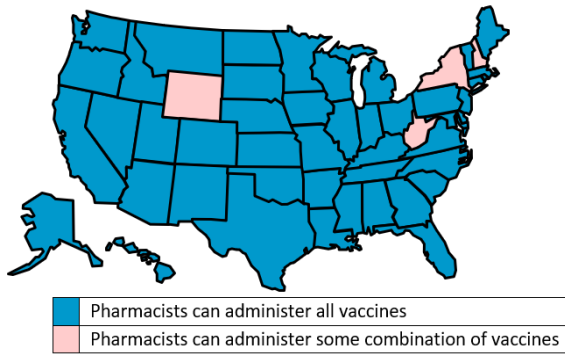 Pharmacists can administer all vaccines
Pharmacists can administer some combination of vaccines